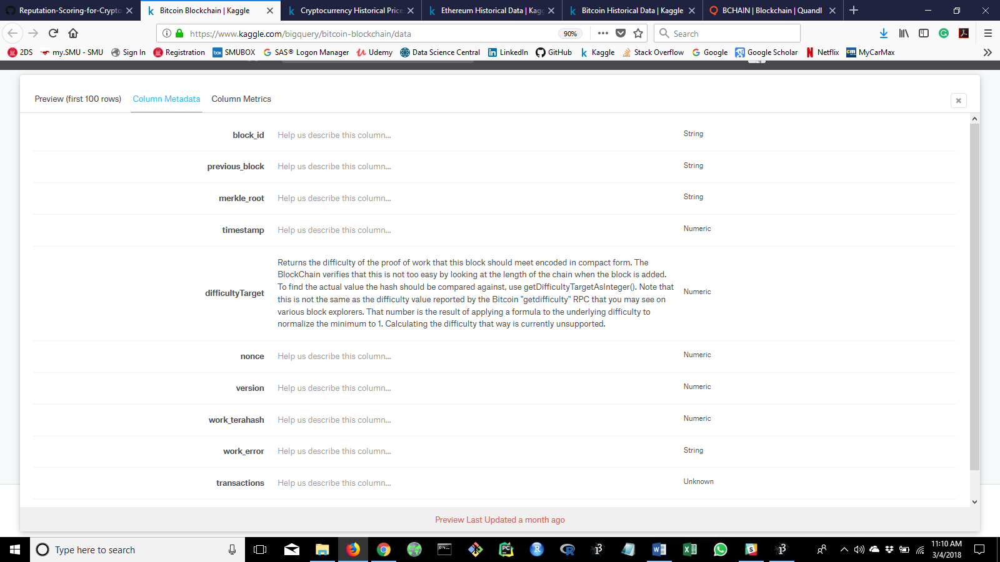 Reputation-Scoring-for-Crypto
Bitcoin Blockchain | Kaggle
Cryptocurrency Historical Price
Ethereum Historical Data | Kagg
Bitcoin Historical Data | Kaggle
BCHAIN | Blockchain | Quandl
https://www.kaggle.com/bigquery/bitcoin-blockchain/data
90%
Search
2DS
my.SMU - SMU
Sign In
Registration
SMUBOX
SAS® Logon Manager
Udemy
Data Science Central
LinkedIn
GitHub
Kaggle
Stack Overflow
Google
Google Scholar
Netflix
MyCarMax
Preview (first 100 rows) Column Metadata Column Metrics
block_id Help us describe this column... String
previous_block Help us describe this column... String
merkle_root Help us describe this column... String
timestamp Help us describe this column... Numeric
Returns the difficulty of the proof of work that this block should meet encoded in compact form. The
BlockChain verifies that this is not too easy by looking at the length of the chain when the block is added.
To find the actual value the hash should be compared against, use getDifficultyTargetAsInteger(). Note that
difficultyTarget this is not the same as the difficulty value reported by the Bitcoin "getdifficulty" RPC that you may see on Numeric
various block explorers. That number is the result of applying a formula to the underlying difficulty to
normalize the minimum to 1. Calculating the difficulty that way is currently unsupported.
nonce Help us describe this column... Numeric
version Help us describe this column... Numeric
work_terahash Help us describe this column... Numeric
work_error Help us describe this column... String
transactions Help us describe this column... Unknown
Preview Last Updated a month ago
Type here to search
11:10 AM
3/4/2018